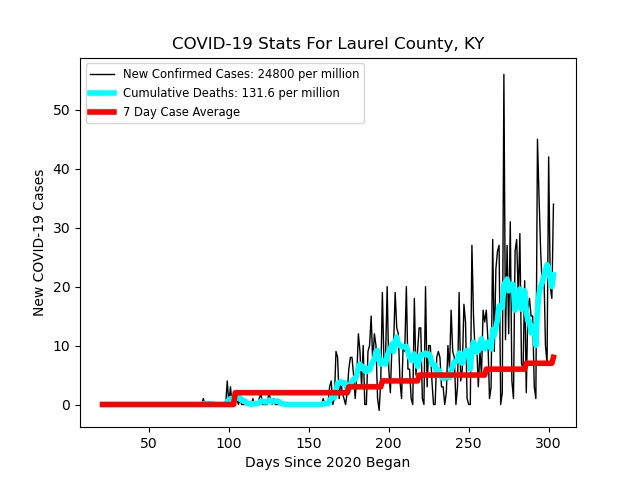 COVID-19 Stats For Laurel County, KY
New Confirmed Cases: 24800 per million
Cumulative Deaths: 131.6 per million
7 Day Case Average
New COVID-19 Cases
50
40
30
20
10
0
50 100 150 200 250 300
Days Since 2020 Began